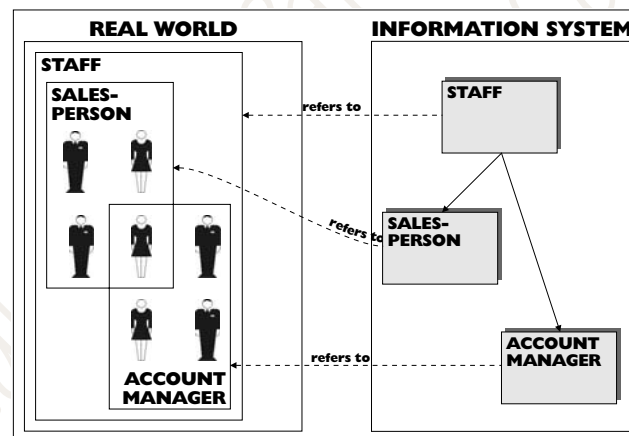 REAL WORLD
INFORMATION SYSTEM
STAFF
SALES-
PERSON
ACCOUNT
MANAGER
refers to
refers to
refers to
STAFF
SALES-
PERSON
ACCOUNT
MANAGER